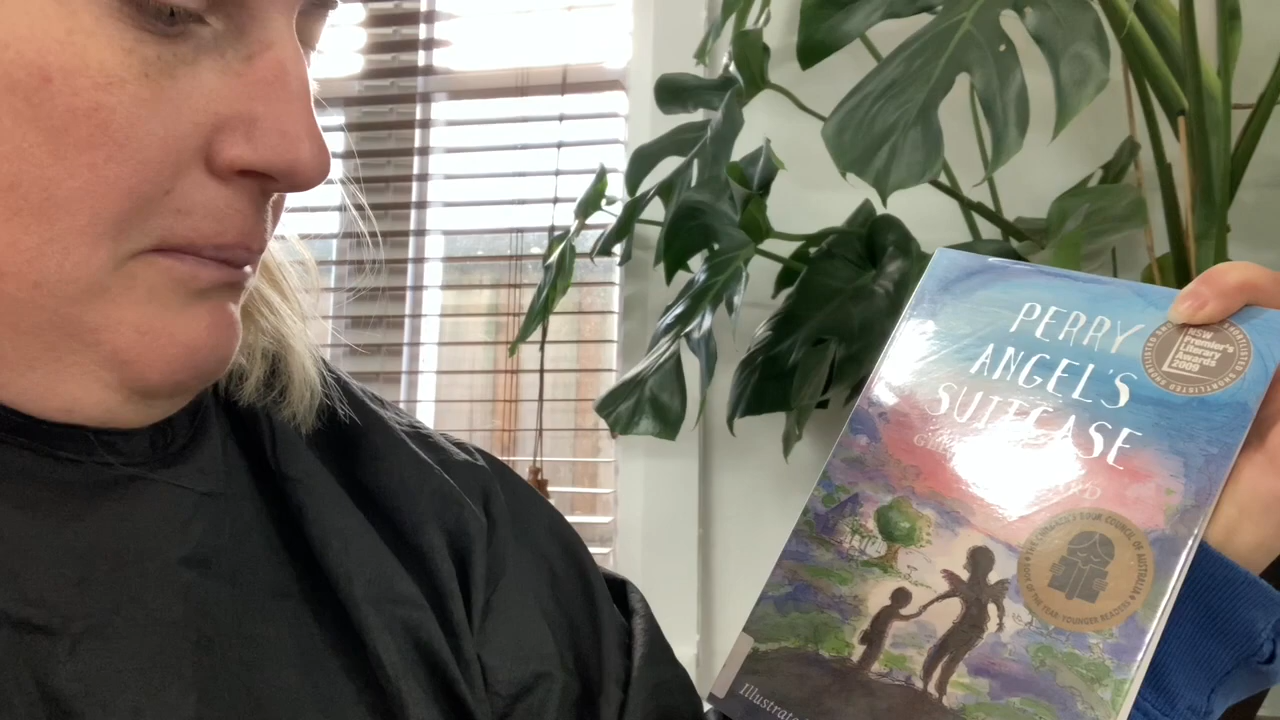 PERRY
ANGEL'S
SUITCASE
NSW
Premier's
Literary
Awards
2009
SHORTLISTED
THE CHILDREN'S BOOK COUNCIL OF AUSTRALIA
BOOK OF THE YEAR: YOUNGER READERS
Illustrated